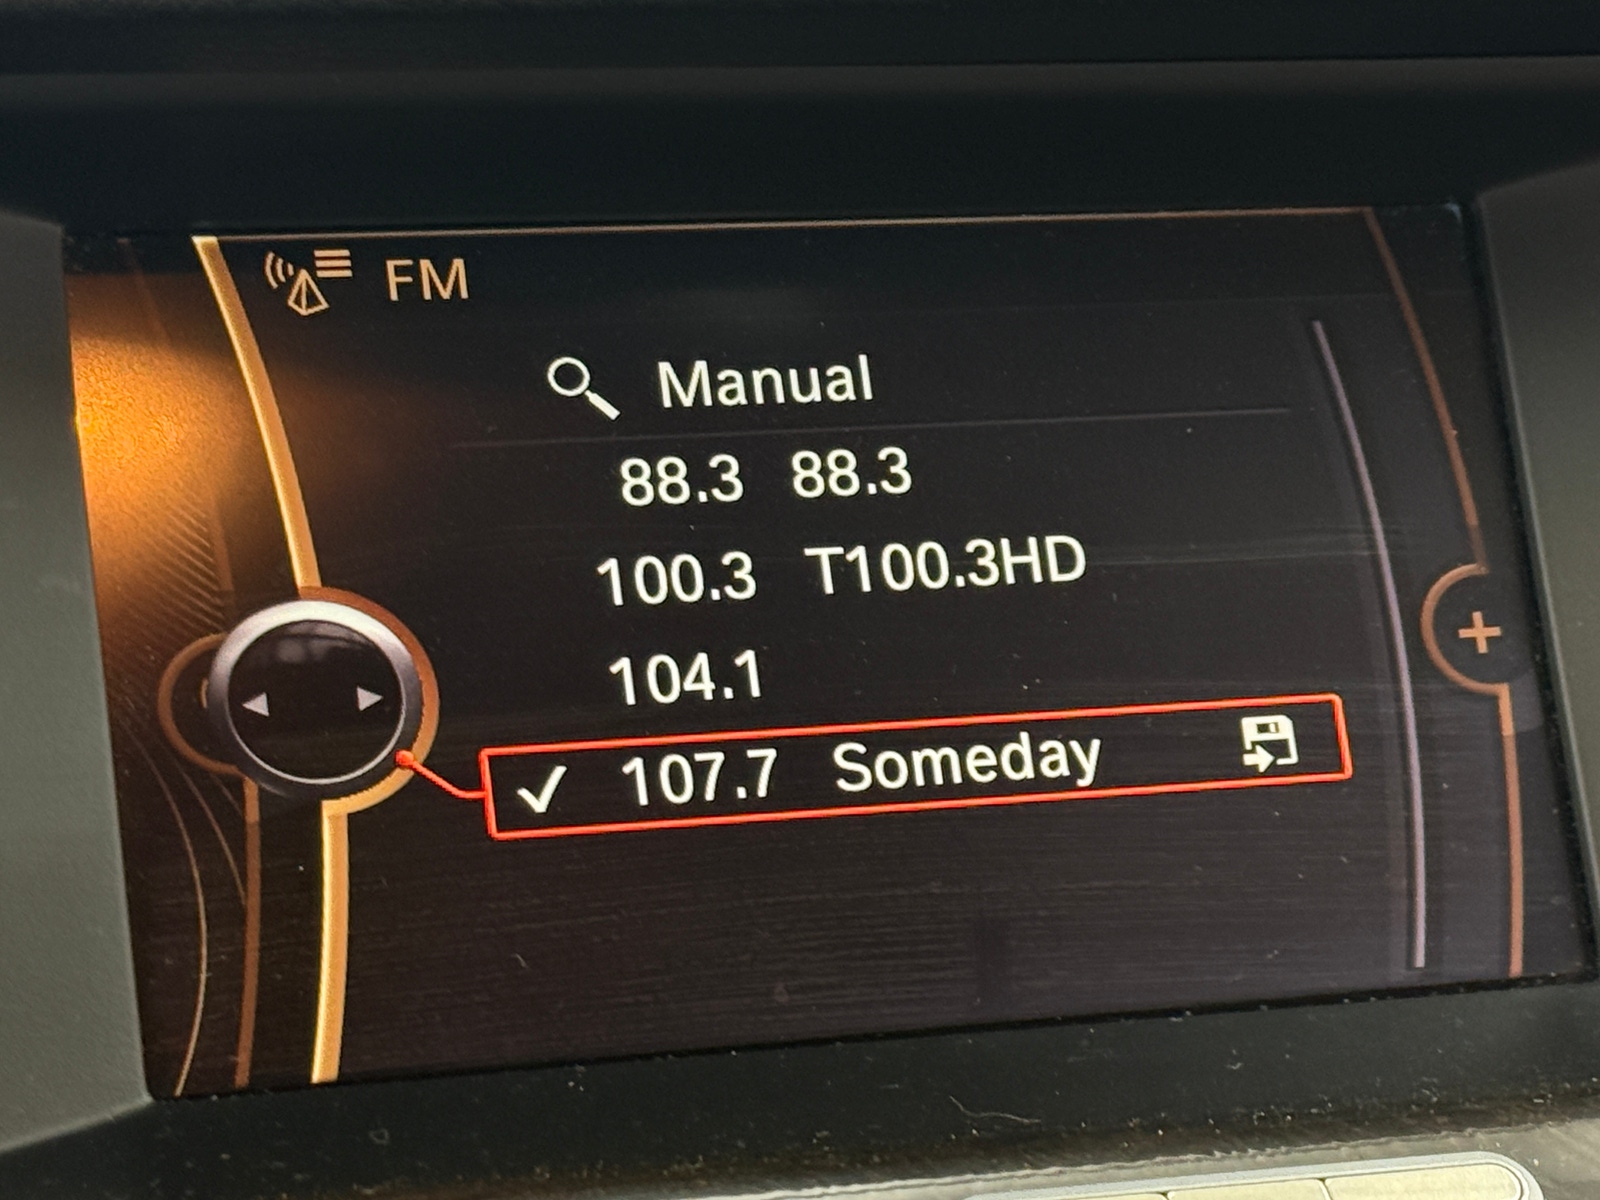 FM
Manual
88.3 88.3
100.3 T100.3HD
104.1
107.7 Someday